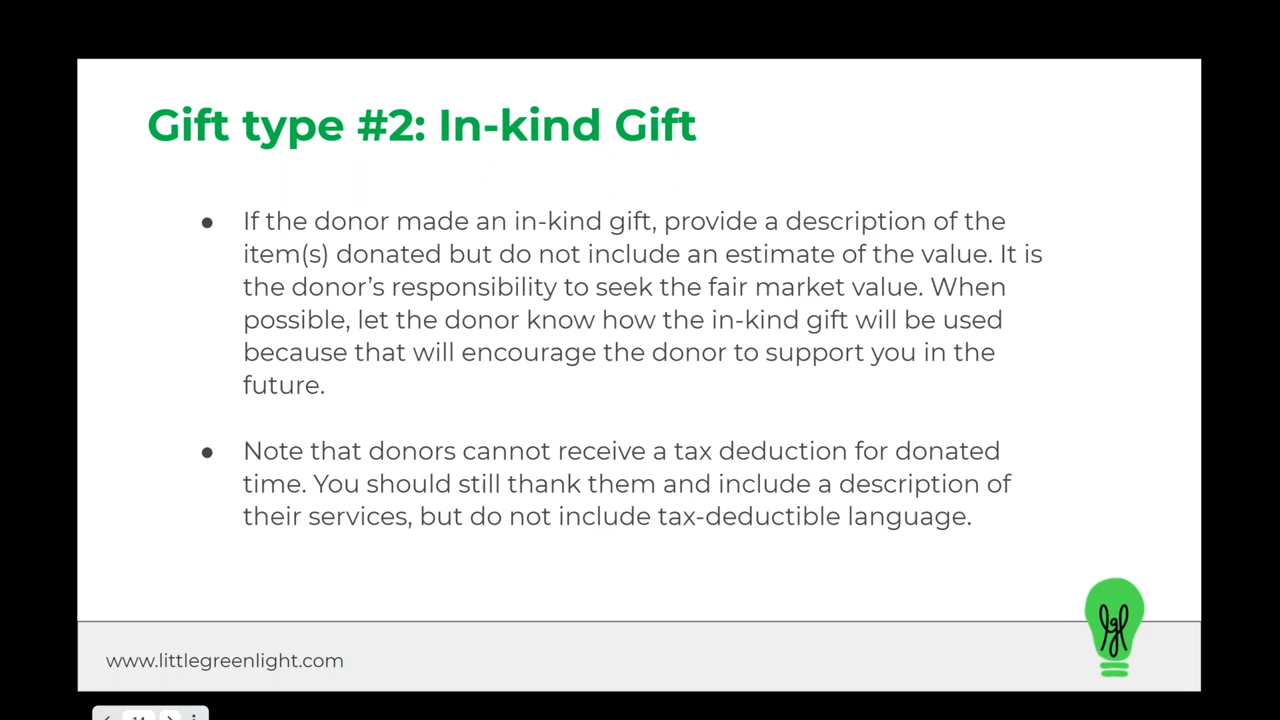 Gift type #2: In-kind Gift
● If the donor made an in-kind gift, provide a description of the
item(s) donated but do not include an estimate of the value. It is
the donor’s responsibility to seek the fair market value. When
possible, let the donor know how the in-kind gift will be used
because that will encourage the donor to support you in the
future.
● Note that donors cannot receive a tax deduction for donated
time. You should still thank them and include a description of
their services, but do not include tax-deductible language.
lgl
www.littlegreenlight.com
14